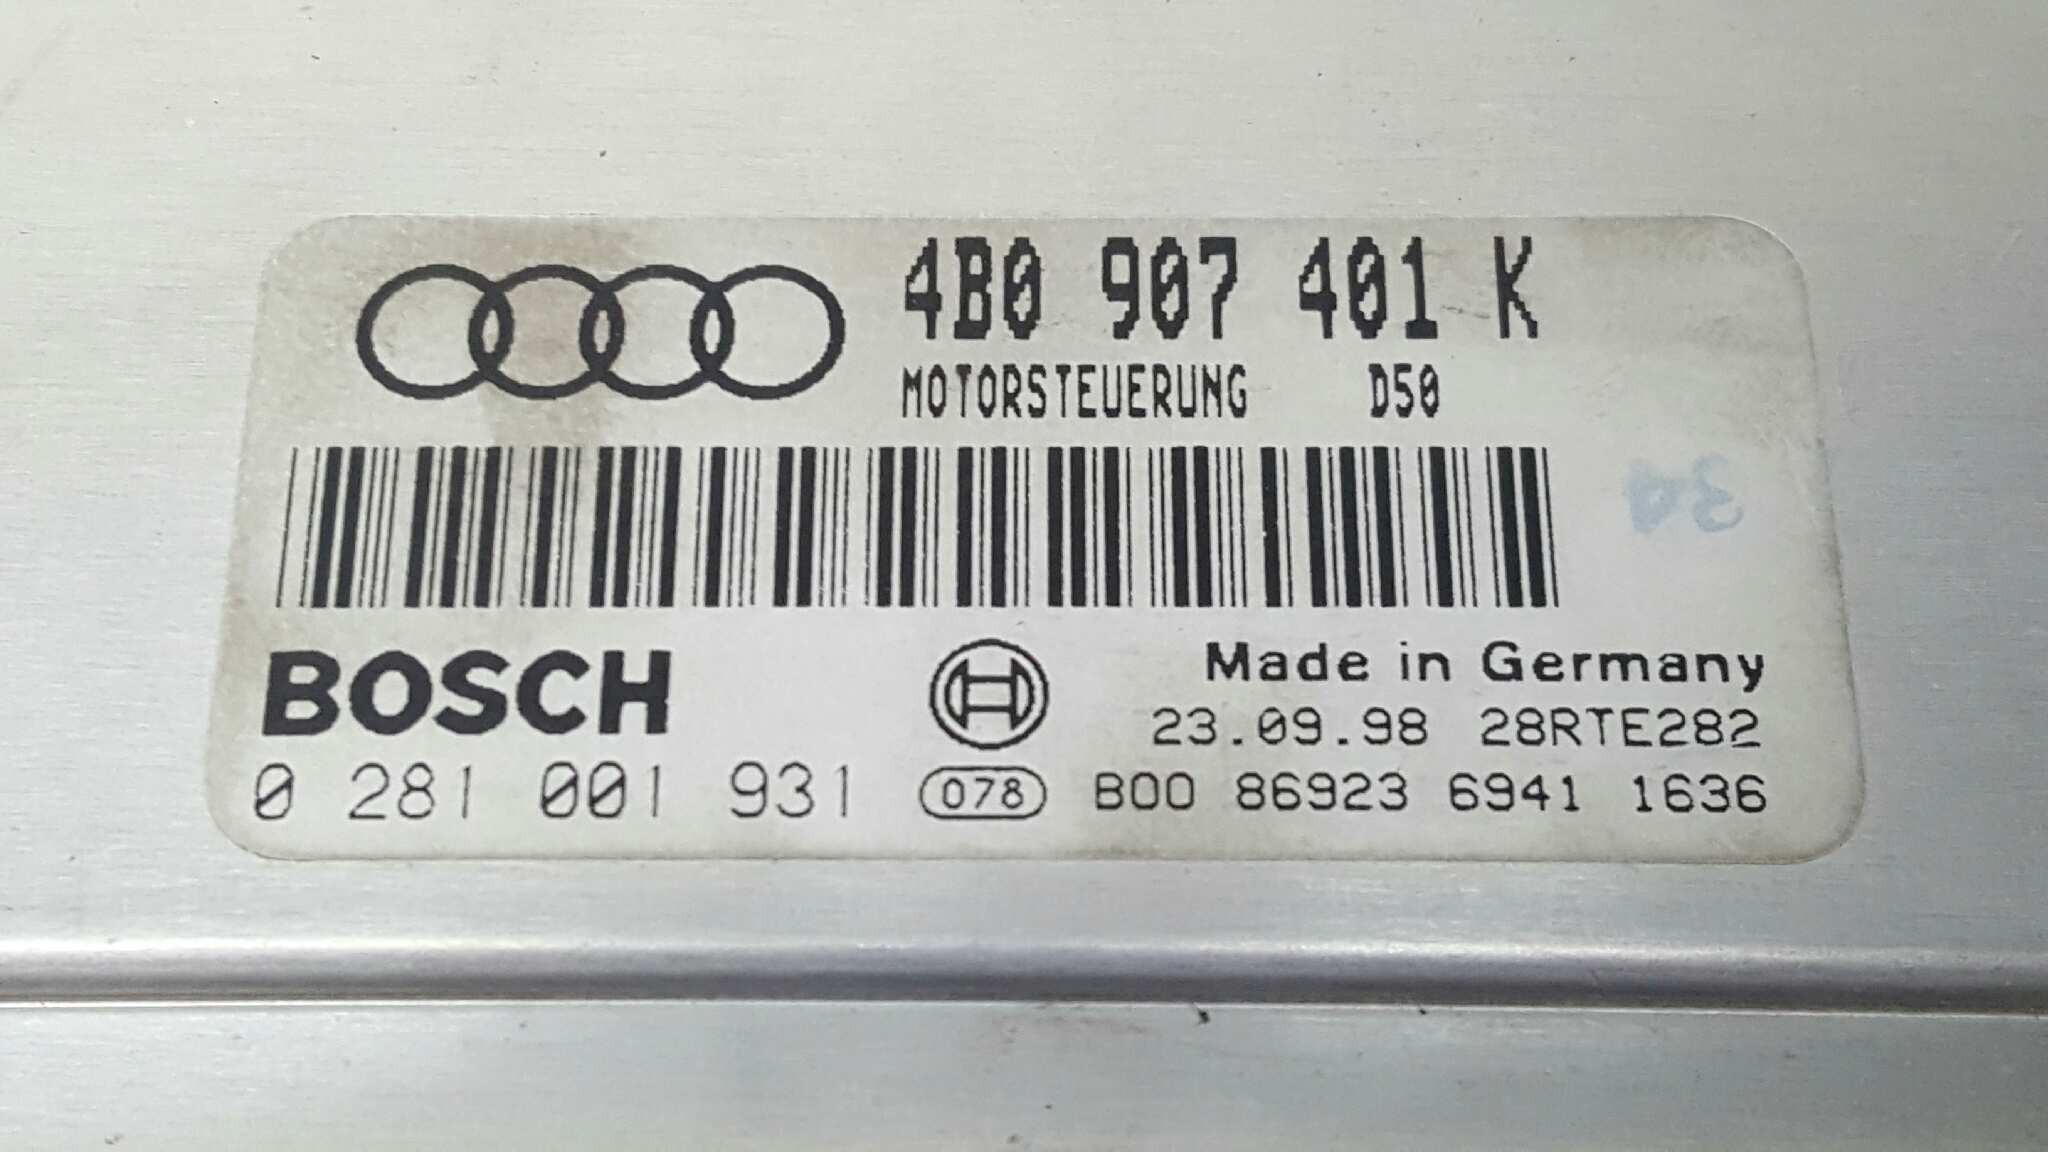 4B0 907 401 K
MOTORSTEUERUNG D50
34
BOSCH
Made in Germany
23.09.98 28RTE282
0 281 001 931 078 B00 86923 6941 1636